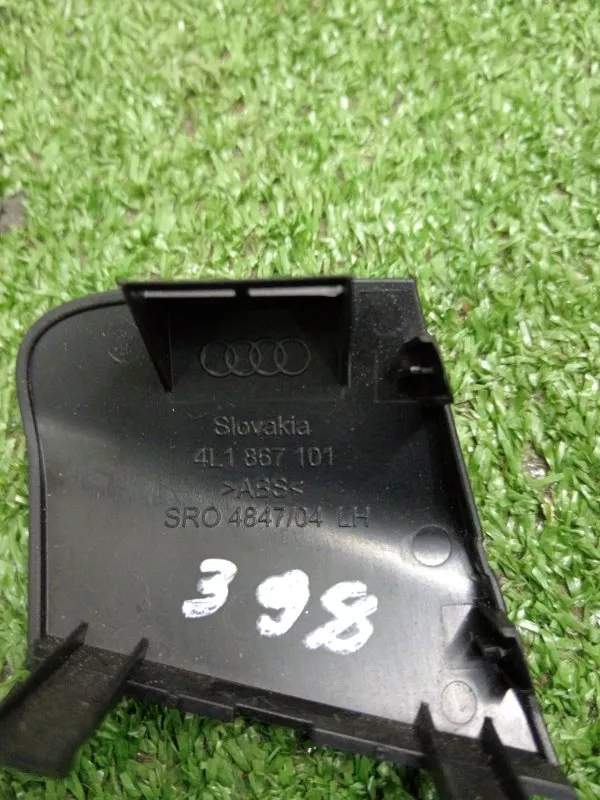 Slovakia
4L1 867 101
>ABS<
SRO 4847/04 LH
398